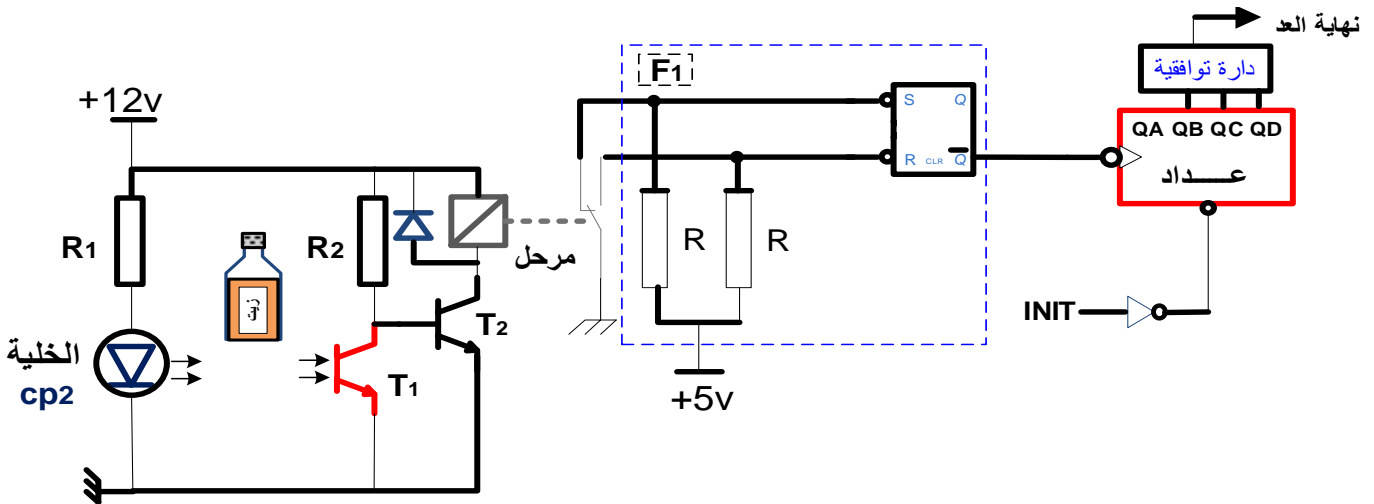 نهاية العد
دارة توافقية
F1
+12v
S Q
QA QB QC QD
R CLR Q
عـــداد
R1
R2
R R
مرحل
INIT
T2
الخلية
cp2
T1
+5v